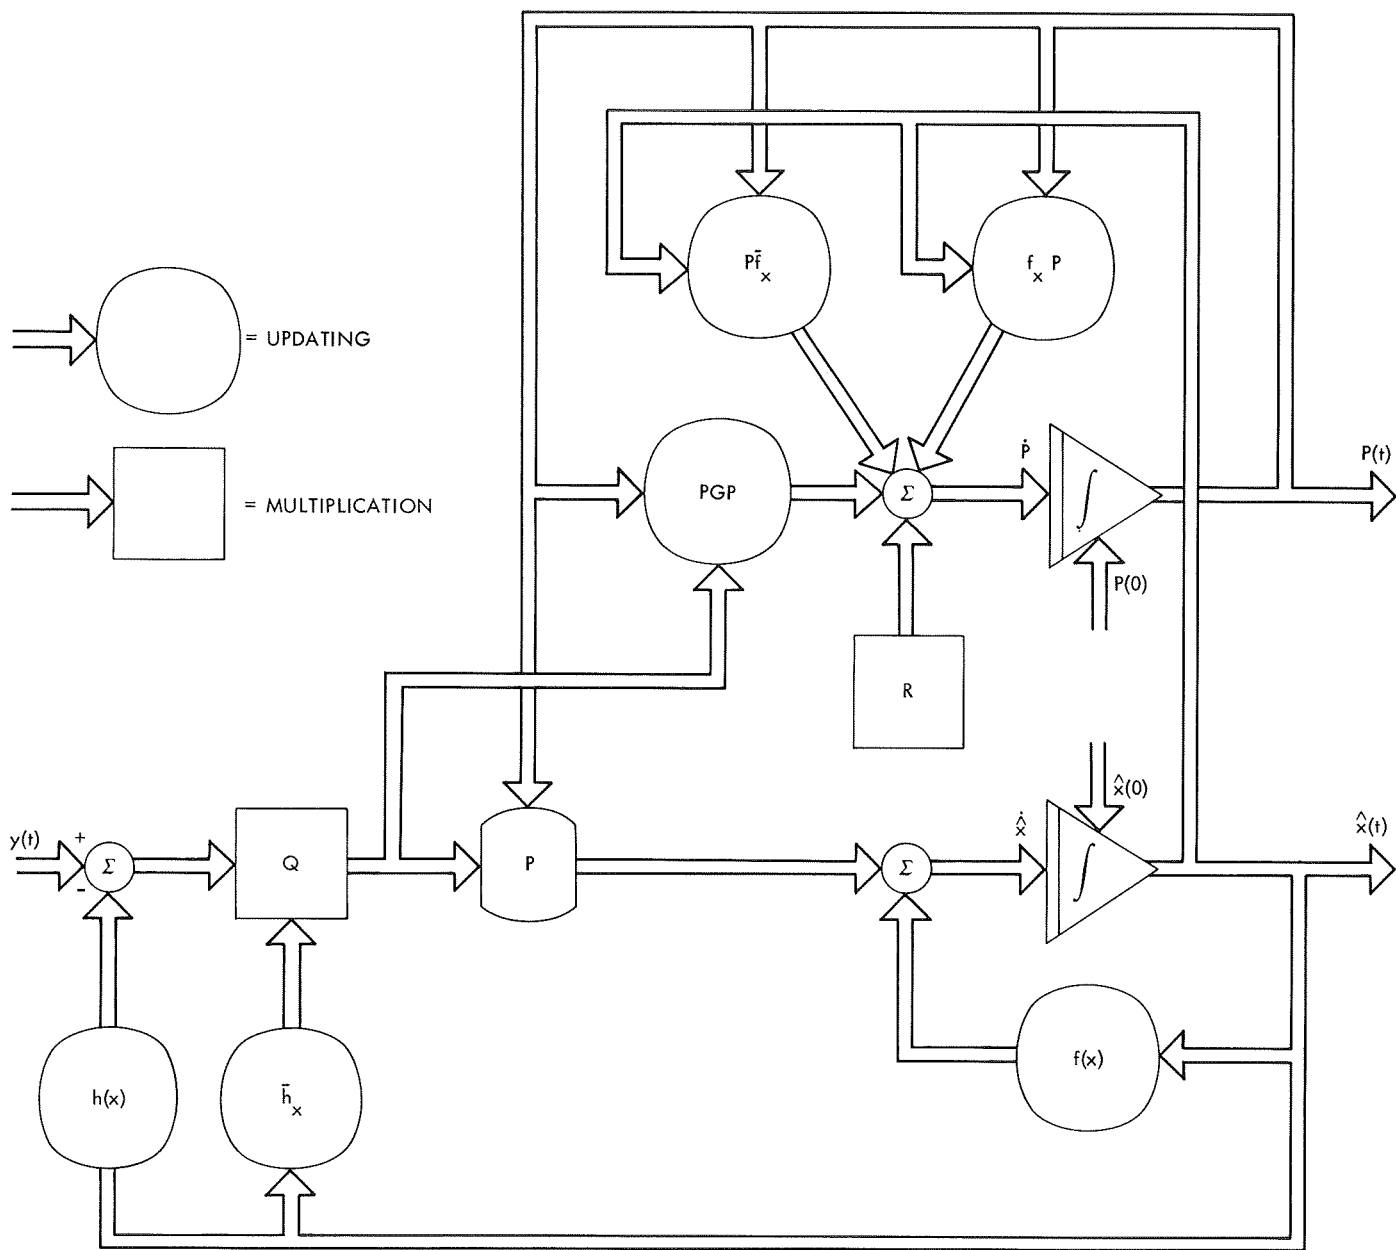 Pf̄x
fx P
= UPDATING
PGP
Σ
Ṗ
∫
P(t)
= MULTIPLICATION
P(0)
R
x̂(0)
y(t)
+
Σ
-
Q
P
Σ
x̂̇
∫
x̂(t)
h(x)
h̄x
f(x)